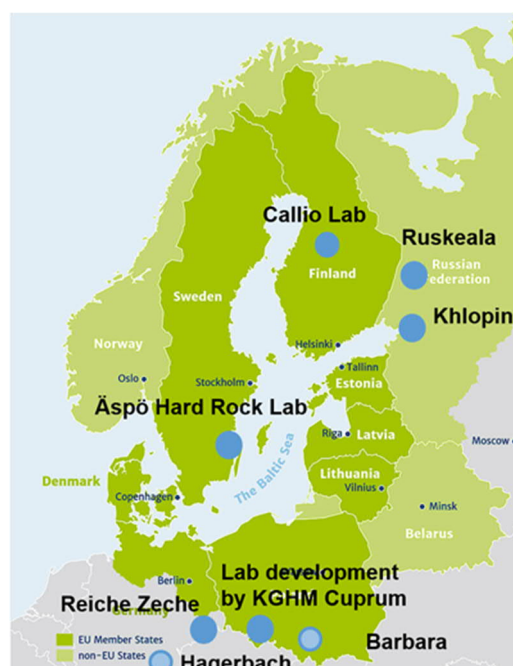 Callio Lab
Ruskeala
Finland
Russian
Federation
Sweden
Khlopin
Norway
Helsinki
Tallinn
Oslo
Stockholm
Estonia
Äspö Hard Rock Lab
Riga
Latvia
Moscow
The Baltic Sea
Lithuania
Denmark
Vilnius
Copenhagen
Minsk
Belarus
Lab development
by KGHM Cuprum
Berlin
Reiche Zeche
Germany
EU Member States
Barbara
non-EU States
Hagerbach